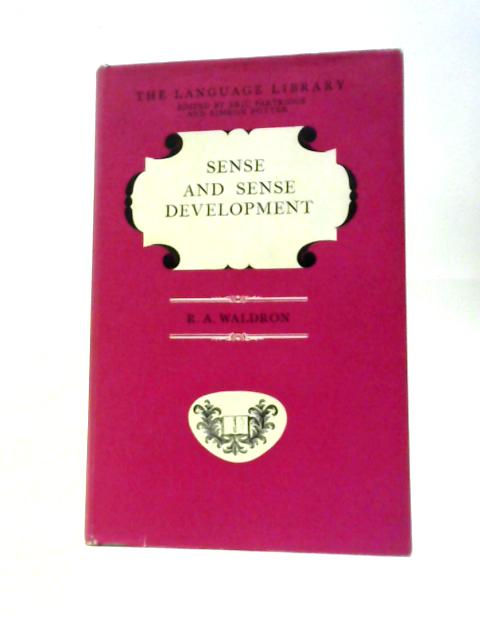 THE LANGUAGE LIBRARY
EDITED BY ERIC PARTRIDGE
AND SIMEON POTTER
SENSE
AND SENSE
DEVELOPMENT
R. A. WALDRON